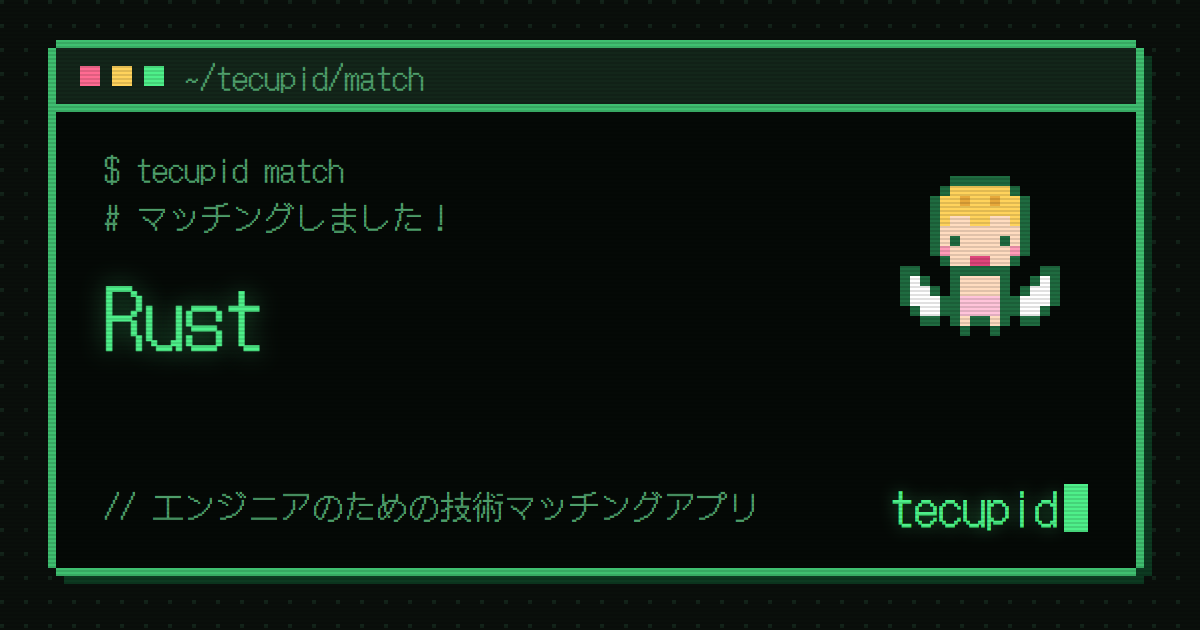 ~/tecupid/match
$ tecupid match
# マッチングしました！
Rust
// エンジニアのための技術マッチングアプリ
tecupid